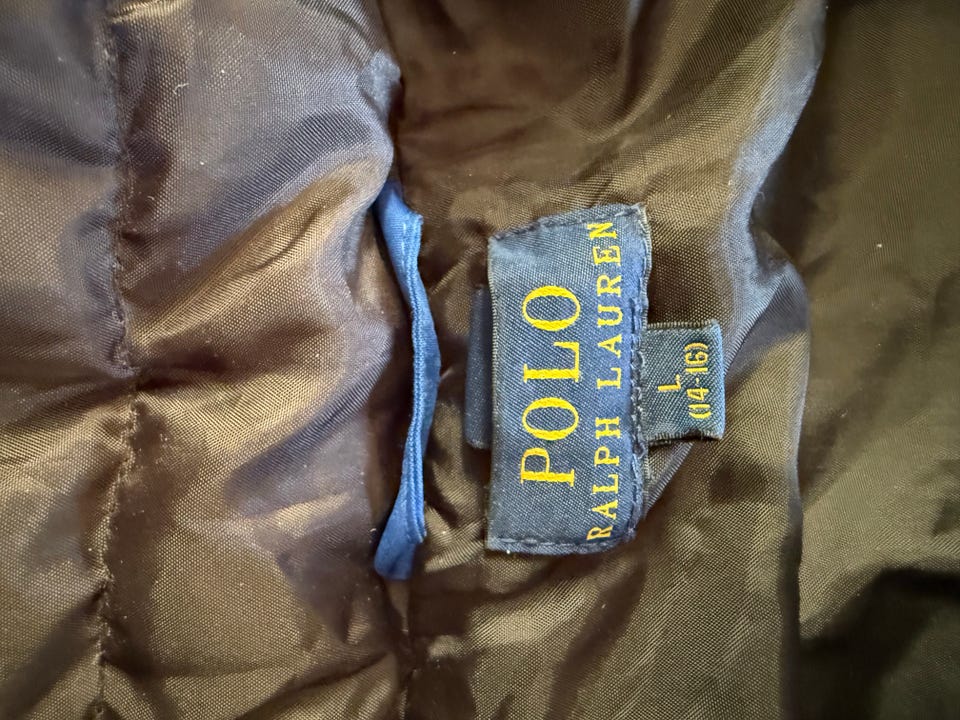 POLO
RALPH LAUREN
L
(14-16)